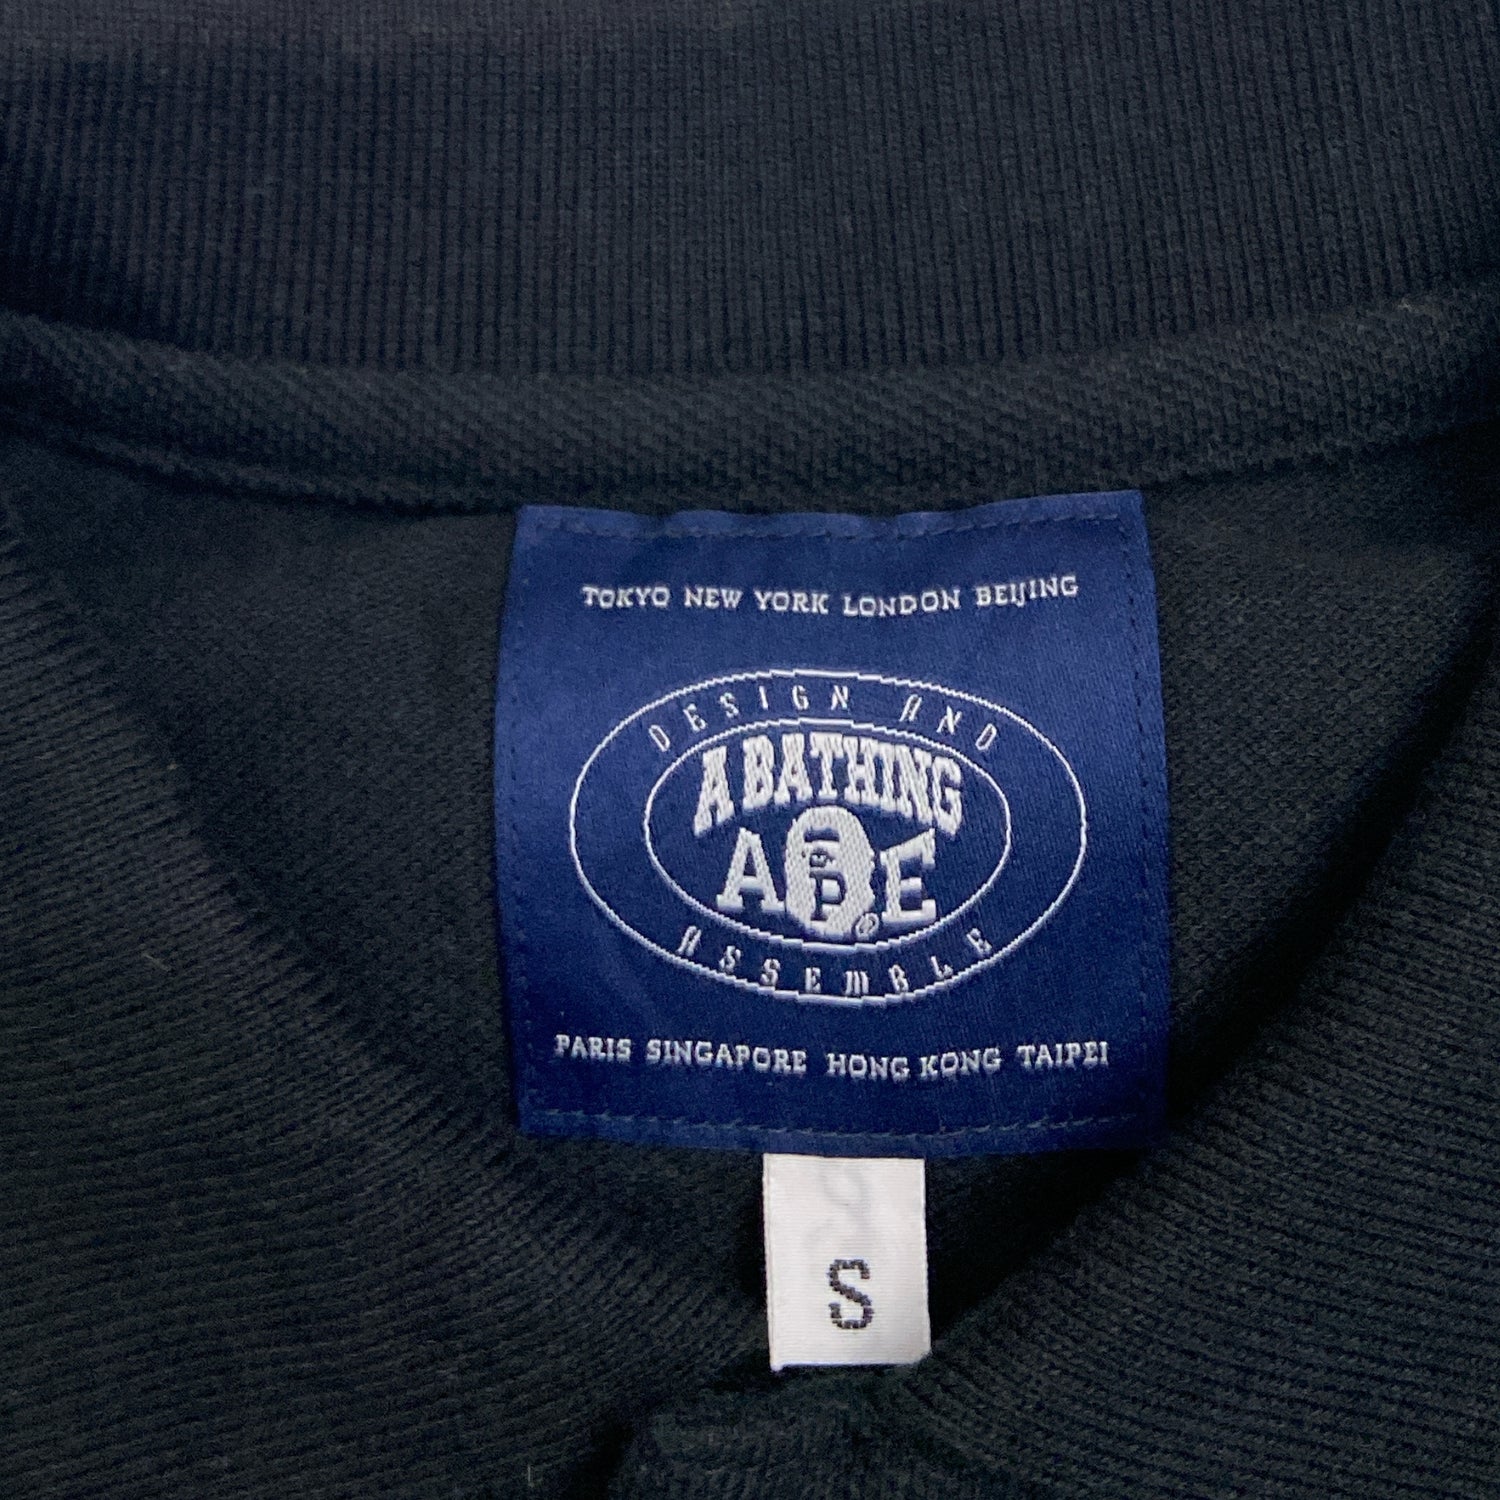 TOKYO NEW YORK LONDON BEIJING
DESIGN AND
A BATHING
APE®
ASSEMBLE
PARIS SINGAPORE HONG KONG TAIPEI
S